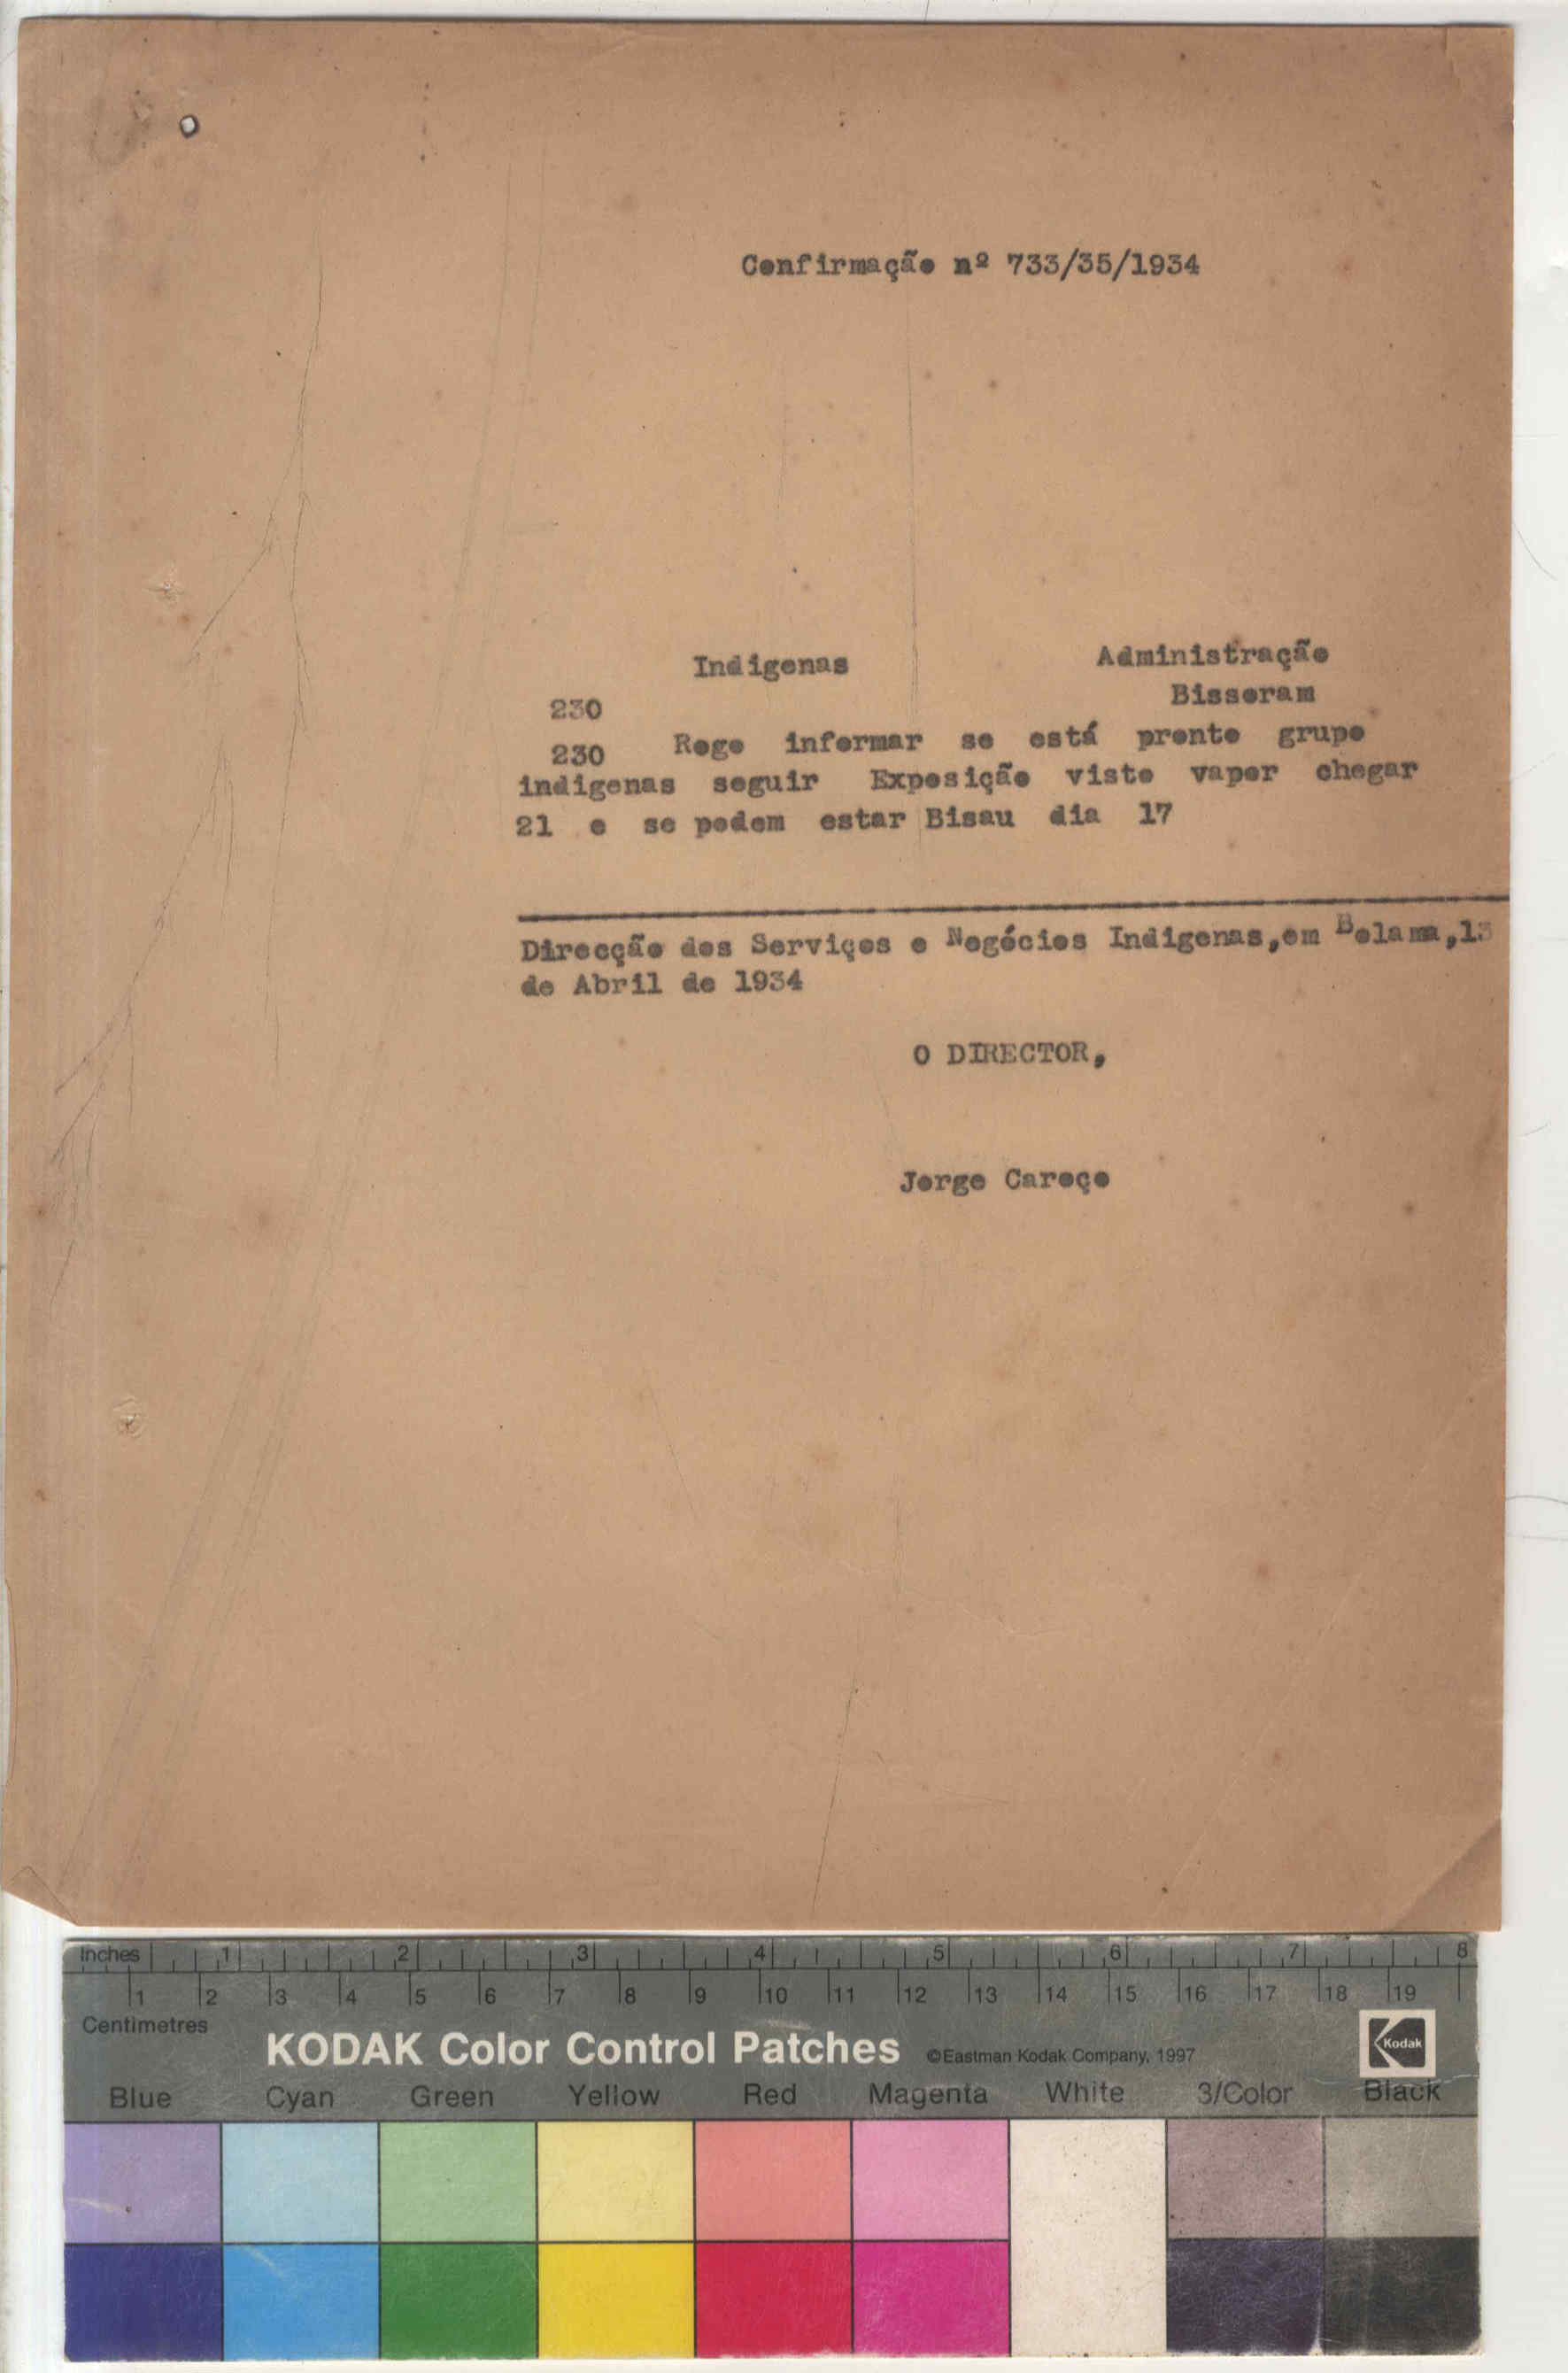 Confirmação nº 733/35/1934
Indigenas Administração
230 Bissoram
230 Rogo informar se está pronto grupo
indigenas seguir Exposição visto vapor chegar
21 e se podem estar Bisau dia 17
Direcção dos Serviços e Negócios Indigenas,em Bolama,13
de Abril de 1934
O DIRECTOR,
Jorge Caroço
Inches 1 2 3 4 5 6 7 8
1 2 3 4 5 6 7 8 9 10 11 12 13 14 15 16 17 18 19
Centimetres
KODAK Color Control Patches ©Eastman Kodak Company, 1997 Kodak
Blue Cyan Green Yellow Red Magenta White 3/Color Black